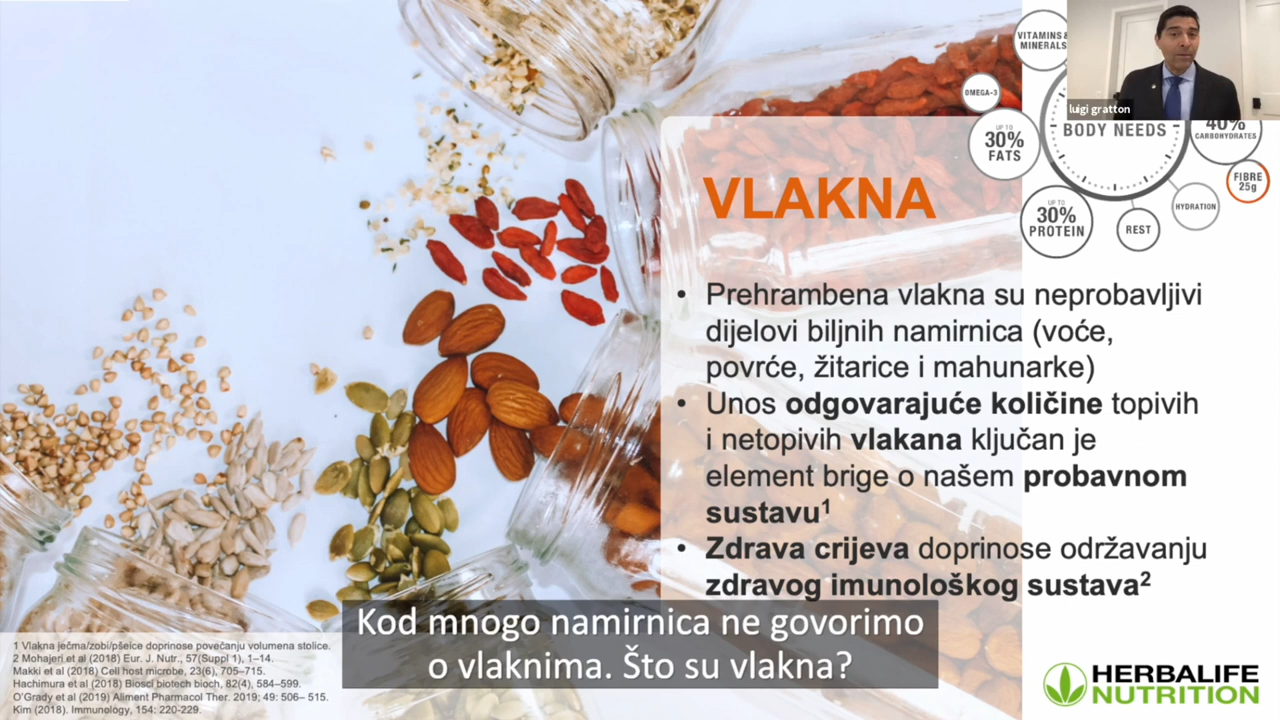 VITAMINS &
MINERALS
OMEGA-3
UP TO
30%
FATS
BODY NEEDS
40%
CARBOHYDRATES
FIBRE
25g
HYDRATION
REST
UP TO
30%
PROTEIN
luigi gratton
VLAKNA
• Prehrambena vlakna su neprobavljivi
dijelovi biljnih namirnica (voće,
povrće, žitarice i mahunarke)
• Unos odgovarajuće količine topivih
i netopivih vlakana ključan je
element brige o našem probavnom
sustavu1
• Zdrava crijeva doprinose održavanju
zdravog imunološkog sustava2
Kod mnogo namirnica ne govorimo
o vlaknima. Što su vlakna?
1 Vlakna ječma/zobi/pšeice doprinose povećanju volumena stolice.
2 Mohajeri et al (2018) Eur. J. Nutr., 57(Suppl 1), 1–14.
Makki et al (2018) Cell host microbe, 23(6), 705–715.
Hachimura et al (2018) Biosci biotech bioch, 82(4), 584–599.
O'Grady et al (2019) Aliment Pharmacol Ther. 2019; 49: 506– 515.
Kim (2018). Immunology, 154: 220-229.
HERBALIFE
NUTRITION